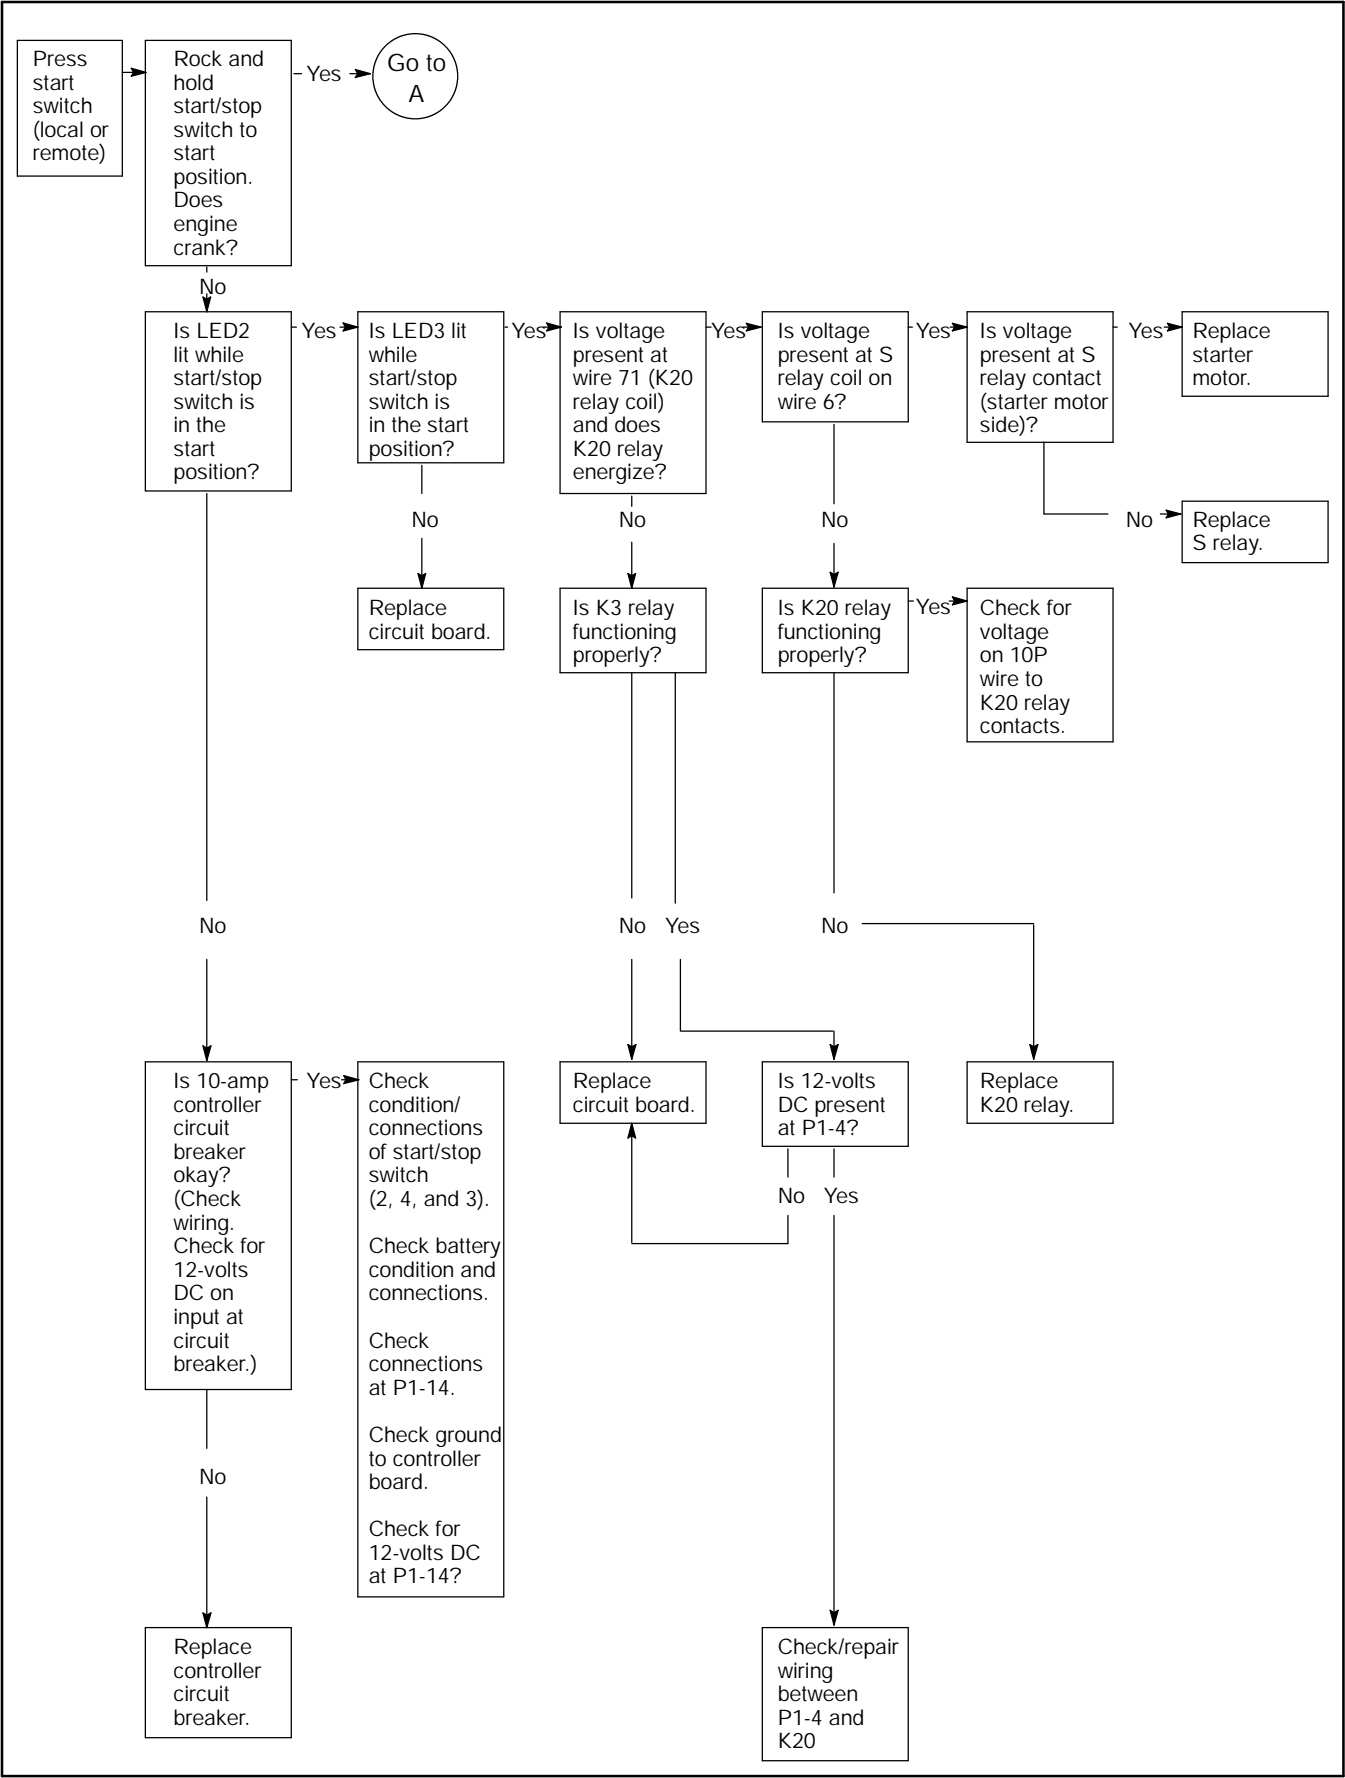 Press
start
switch
(local or
remote)
Rock and
hold
start/stop
switch to
start
position.
Does
engine
crank?
Yes
Go to
A
No
Is LED2
lit while
start/stop
switch is
in the
start
position?
Yes
Is LED3 lit
while
start/stop
switch is
in the start
position?
Yes
Is voltage
present at
wire 71 (K20
relay coil)
and does
K20 relay
energize?
Yes
Is voltage
present at S
relay coil on
wire 6?
Yes
Is voltage
present at S
relay contact
(starter motor
side)?
Yes
Replace
starter
motor.
No
No
No
No
Replace
S relay.
Replace
circuit board.
Is K3 relay
functioning
properly?
Is K20 relay
functioning
properly?
Yes
Check for
voltage
on 10P
wire to
K20 relay
contacts.
No
No
Yes
No
Is 10-amp
controller
circuit
breaker
okay?
(Check
wiring.
Check for
12-volts
DC on
input at
circuit
breaker.)
Yes
Check
condition/
connections
of start/stop
switch
(2, 4, and 3).
Check battery
condition and
connections.
Check
connections
at P1-14.
Check ground
to controller
board.
Check for
12-volts DC
at P1-14?
Replace
circuit board.
Is 12-volts
DC present
at P1-4?
Replace
K20 relay.
No
Yes
No
Replace
controller
circuit
breaker.
Check/repair
wiring
between
P1-4 and
K20